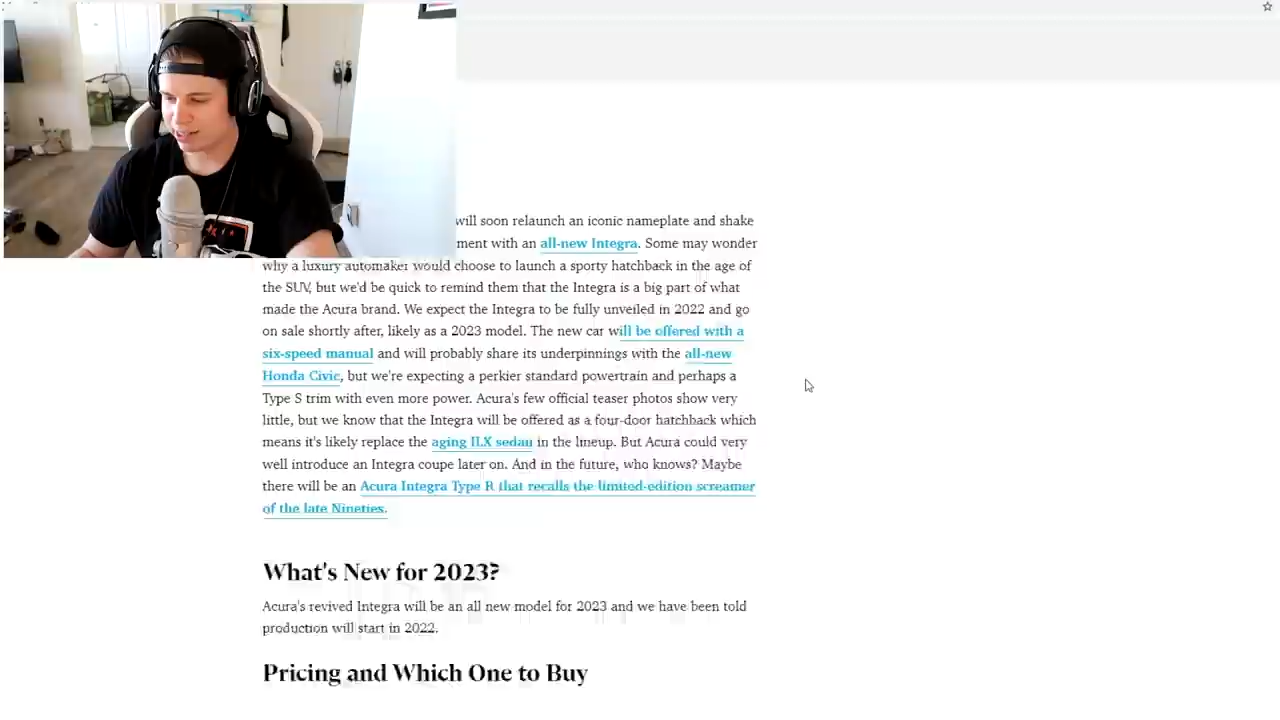 will soon relaunch an iconic nameplate and shake
ment with an all-new Integra. Some may wonder
why a luxury automaker would choose to launch a sporty hatchback in the age of
the SUV, but we'd be quick to remind them that the Integra is a big part of what
made the Acura brand. We expect the Integra to be fully unveiled in 2022 and go
on sale shortly after, likely as a 2023 model. The new car will be offered with a
six-speed manual and will probably share its underpinnings with the all-new
Honda Civic, but we're expecting a perkier standard powertrain and perhaps a
Type S trim with even more power. Acura's few official teaser photos show very
little, but we know that the Integra will be offered as a four-door hatchback which
means it's likely replace the aging ILX sedan in the lineup. But Acura could very
well introduce an Integra coupe later on. And in the future, who knows? Maybe
there will be an Acura Integra Type R that recalls the limited-edition screamer
of the late Nineties.
What's New for 2023?
Acura's revived Integra will be an all new model for 2023 and we have been told
production will start in 2022.
Pricing and Which One to Buy